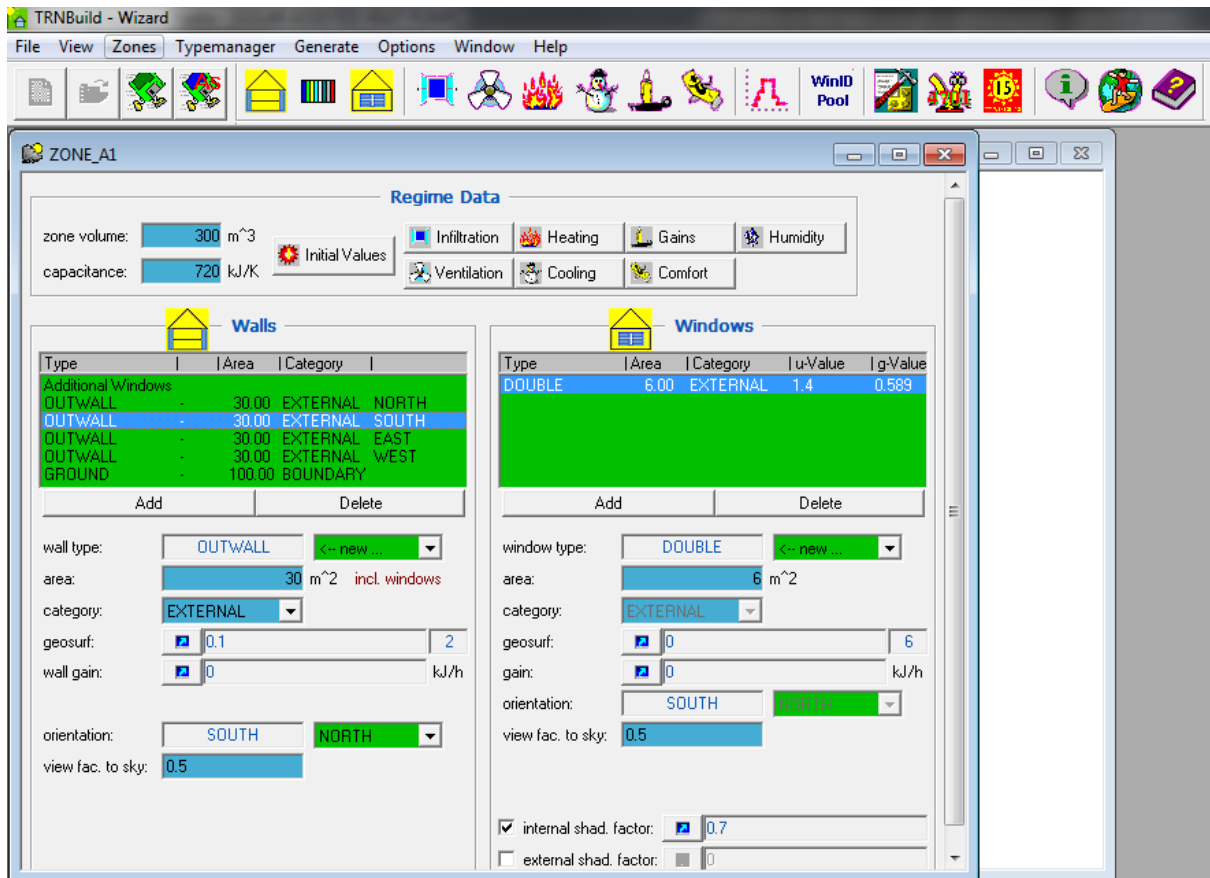 TRNBuild - Wizard
File View Zones Typemanager Generate Options Window Help
WinID Pool
15
ZONE_A1
Regime Data
zone volume: 300 m^3
Initial Values
Infiltration Heating Gains Humidity
capacitance: 720 kJ/K
Ventilation Cooling Comfort
Walls
Type | | Area | Category |
Additional Windows
OUTWALL - 30.00 EXTERNAL NORTH
OUTWALL - 30.00 EXTERNAL SOUTH
OUTWALL - 30.00 EXTERNAL EAST
OUTWALL - 30.00 EXTERNAL WEST
GROUND - 100.00 BOUNDARY
Add Delete
wall type: OUTWALL <-- new ...
area: 30 m^2 incl. windows
category: EXTERNAL
geosurf: 0.1 2
wall gain: 0 kJ/h
orientation: SOUTH NORTH
view fac. to sky: 0.5
Windows
Type | Area | Category | u-Value | g-Value
DOUBLE 6.00 EXTERNAL 1.4 0.589
Add Delete
window type: DOUBLE <-- new ...
area: 6 m^2
category: EXTERNAL
geosurf: 0 6
gain: 0 kJ/h
orientation: SOUTH NORTH
view fac. to sky: 0.5
internal shad. factor: 0.7
external shad. factor: 0